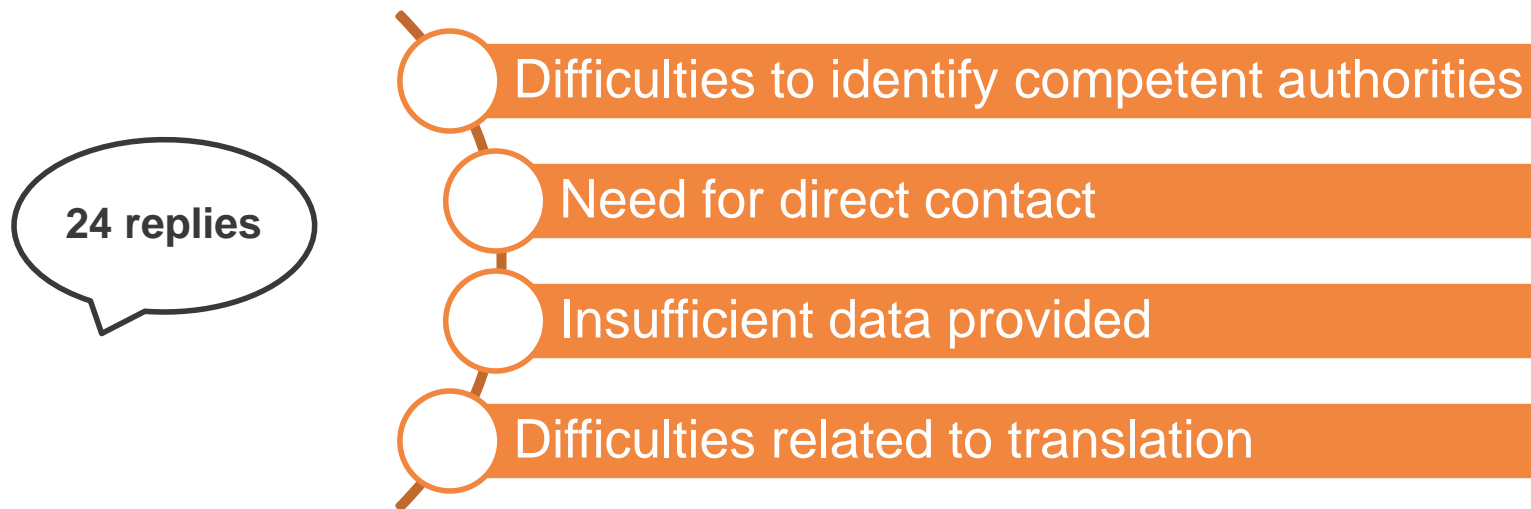 24 replies
Difficulties to identify competent authorities
Need for direct contact
Insufficient data provided
Difficulties related to translation